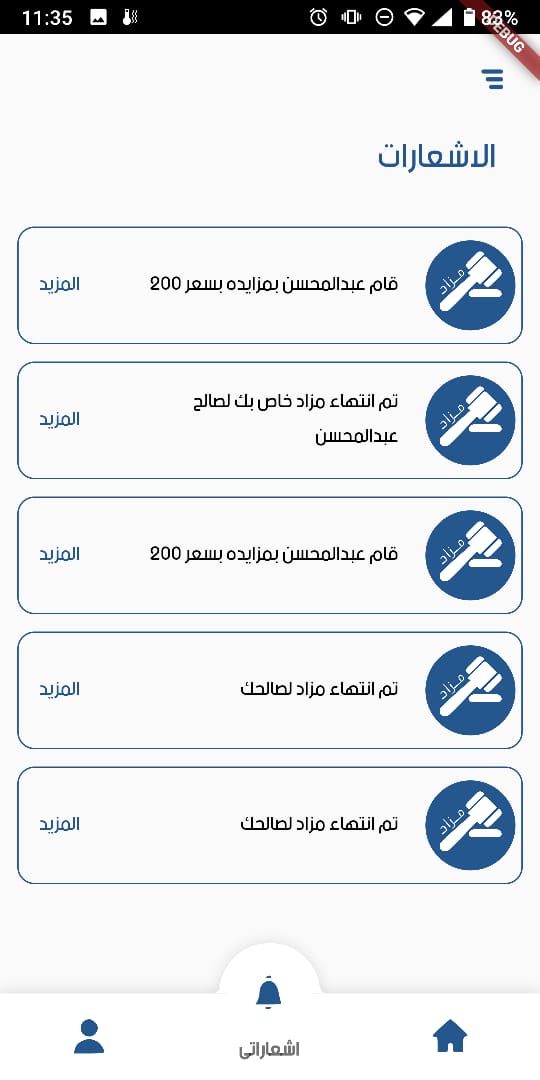 11:35
83%
DEBUG
الاشعارات
مزاد
قام عبدالمحسن بمزايده بسعر 200
المزيد
مزاد
تم انتهاء مزاد خاص بك لصالح
عبدالمحسن
المزيد
مزاد
قام عبدالمحسن بمزايده بسعر 200
المزيد
مزاد
تم انتهاء مزاد لصالحك
المزيد
مزاد
تم انتهاء مزاد لصالحك
المزيد
اشعاراتى